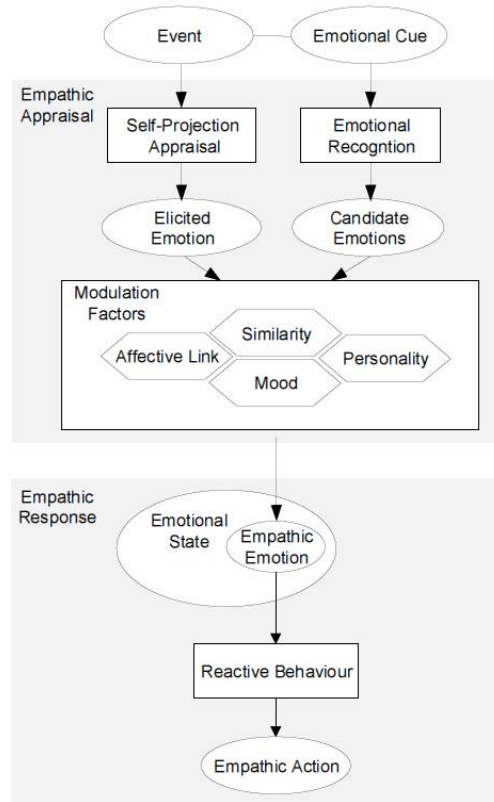 Event
Emotional Cue
Empathic
Appraisal
Self-Projection
Appraisal
Emotional
Recogntion
Elicited
Emotion
Candidate
Emotions
Modulation
Factors
Similarity
Affective Link
Personality
Mood
Empathic
Response
Emotional
State
Empathic
Emotion
Reactive Behaviour
Empathic Action